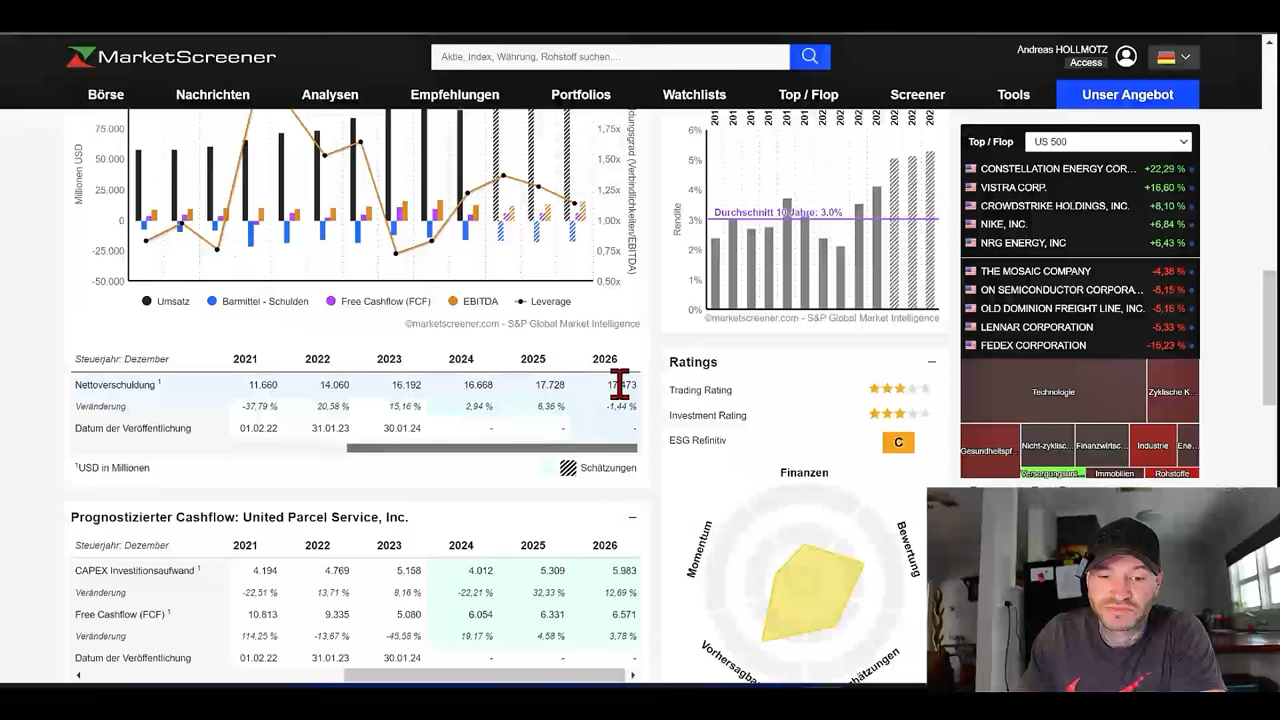 MarketScreener
Aktie, Index, Währung, Rohstoff suchen....
Andreas HOLLMOTZ
Access
Börse Nachrichten Analysen Empfehlungen Portfolios Watchlists Top / Flop Screener Tools Unser Angebot
75.000
50.000
25.000
0
-25.000
-50.000
Millionen USD
1,75x
1,50x
1,25x
1,00x
0,75x
0,50x
(Verbindlichkeiten/EBITDA)
Umsatz Barmittel - Schulden Free Cashflow (FCF) EBITDA Leverage
©marketscreener.com - S&P Global Market Intelligence
Steuerjahr: Dezember 2021 2022 2023 2024 2025 2026
Nettoverschuldung ¹ 11.660 14.060 16.192 16.668 17.728 17.473
Veränderung -37,79 % 20,58 % 15,16 % 2,94 % 6,36 % -1,44 %
Datum der Veröffentlichung 01.02.22 31.01.23 30.01.24 - - -
¹USD in Millionen
Schätzungen
Prognostizierter Cashflow: United Parcel Service, Inc.
Steuerjahr: Dezember 2021 2022 2023 2024 2025 2026
CAPEX Investitionsaufwand ¹ 4.194 4.769 5.158 4.012 5.309 5.983
Veränderung -22,51 % 13,71 % 8,16 % -22,21 % 32,33 % 12,69 %
Free Cashflow (FCF) ¹ 10.813 9.335 5.080 6.054 6.331 6.571
Veränderung 114,25 % -13,67 % -45,58 % 19,17 % 4,58 % 3,78 %
Datum der Veröffentlichung 01.02.22 31.01.23 30.01.24 - - -
6%
5%
4%
3%
2%
1%
0%
Rendite
Durchschnitt 10 Jahre: 3.0%
©marketscreener.com - S&P Global Market Intelligence
Ratings
Trading Rating
Investment Rating
ESG Refinitiv C
Finanzen
Momentum
Bewertung
Top / Flop US 500
CONSTELLATION ENERGY COR... +22,29 %
VISTRA CORP. +16,60 %
CROWDSTRIKE HOLDINGS, INC. +8,10 %
NIKE, INC. +6,84 %
NRG ENERGY, INC +6,43 %
THE MOSAIC COMPANY -4,38 %
ON SEMICONDUCTOR CORPORA... -5,15 %
OLD DOMINION FREIGHT LINE, INC. -5,16 %
LENNAR CORPORATION -5,33 %
FEDEX CORPORATION -15,23 %
Technologie
Zyklische K...
Gesundheitspf...
Nicht-zyklisc...
Finanzwirtsc...
Industrie
Ene...
Versorgungsunt...
Immobilien
Rohstoffe